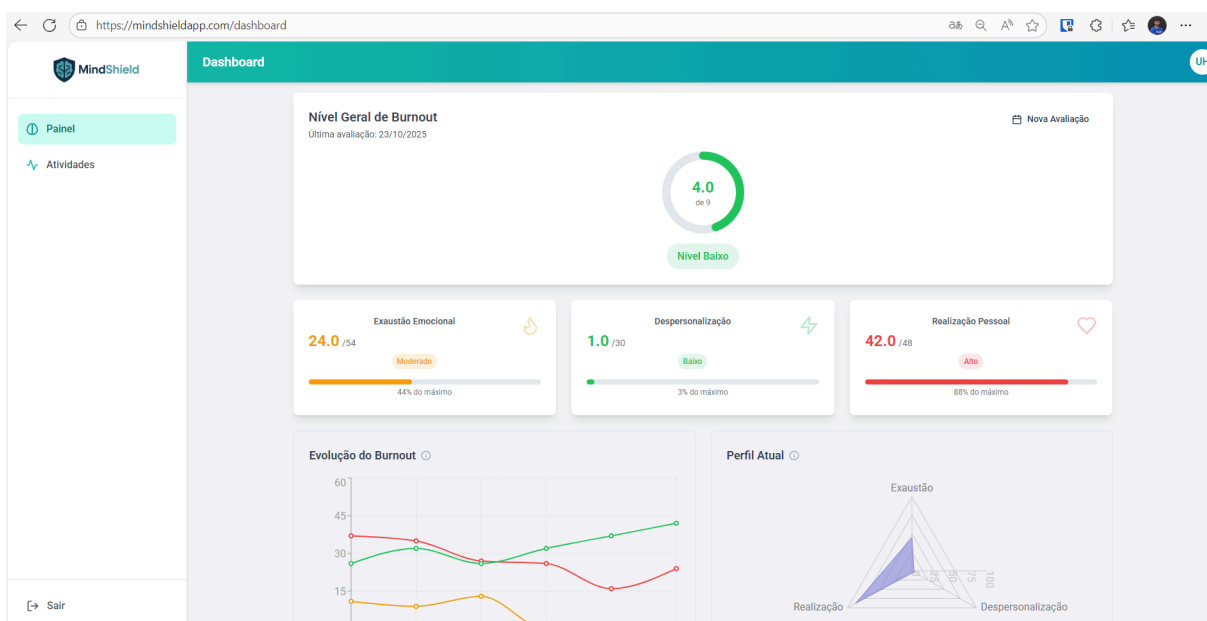 https://mindshieldapp.com/dashboard
MindShield
Dashboard
UH
Painel
Atividades
Nível Geral de Burnout
Última avaliação: 23/10/2025
Nova Avaliação
4.0
de 9
Nível Baixo
Exaustão Emocional
24.0 /54
Moderado
44% do máximo
Despersonalização
1.0 /30
Baixo
3% do máximo
Realização Pessoal
42.0 /48
Alto
88% do máximo
Evolução do Burnout
60
45
30
15
Perfil Atual
Exaustão
25
50
75
100
Realização
Despersonalização
Sair